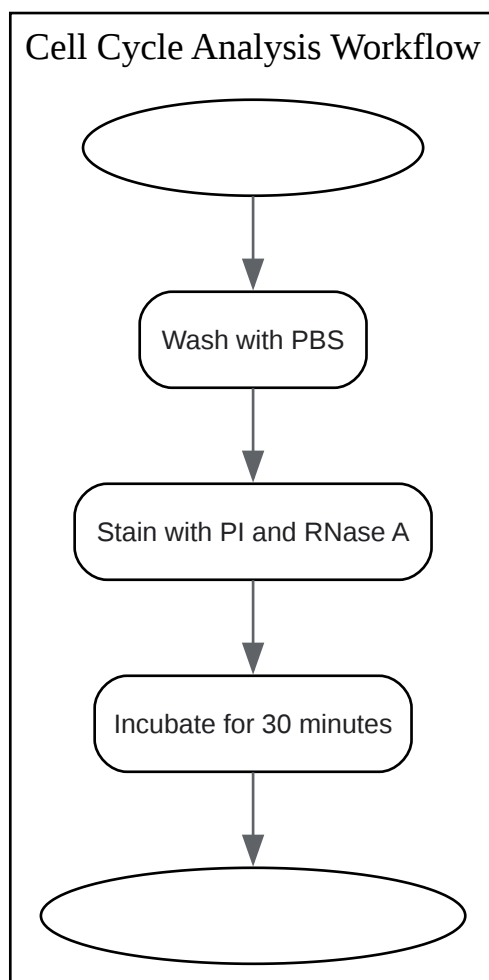 Cell Cycle Analysis Workflow
Wash with PBS
Stain with PI and RNase A
Incubate for 30 minutes